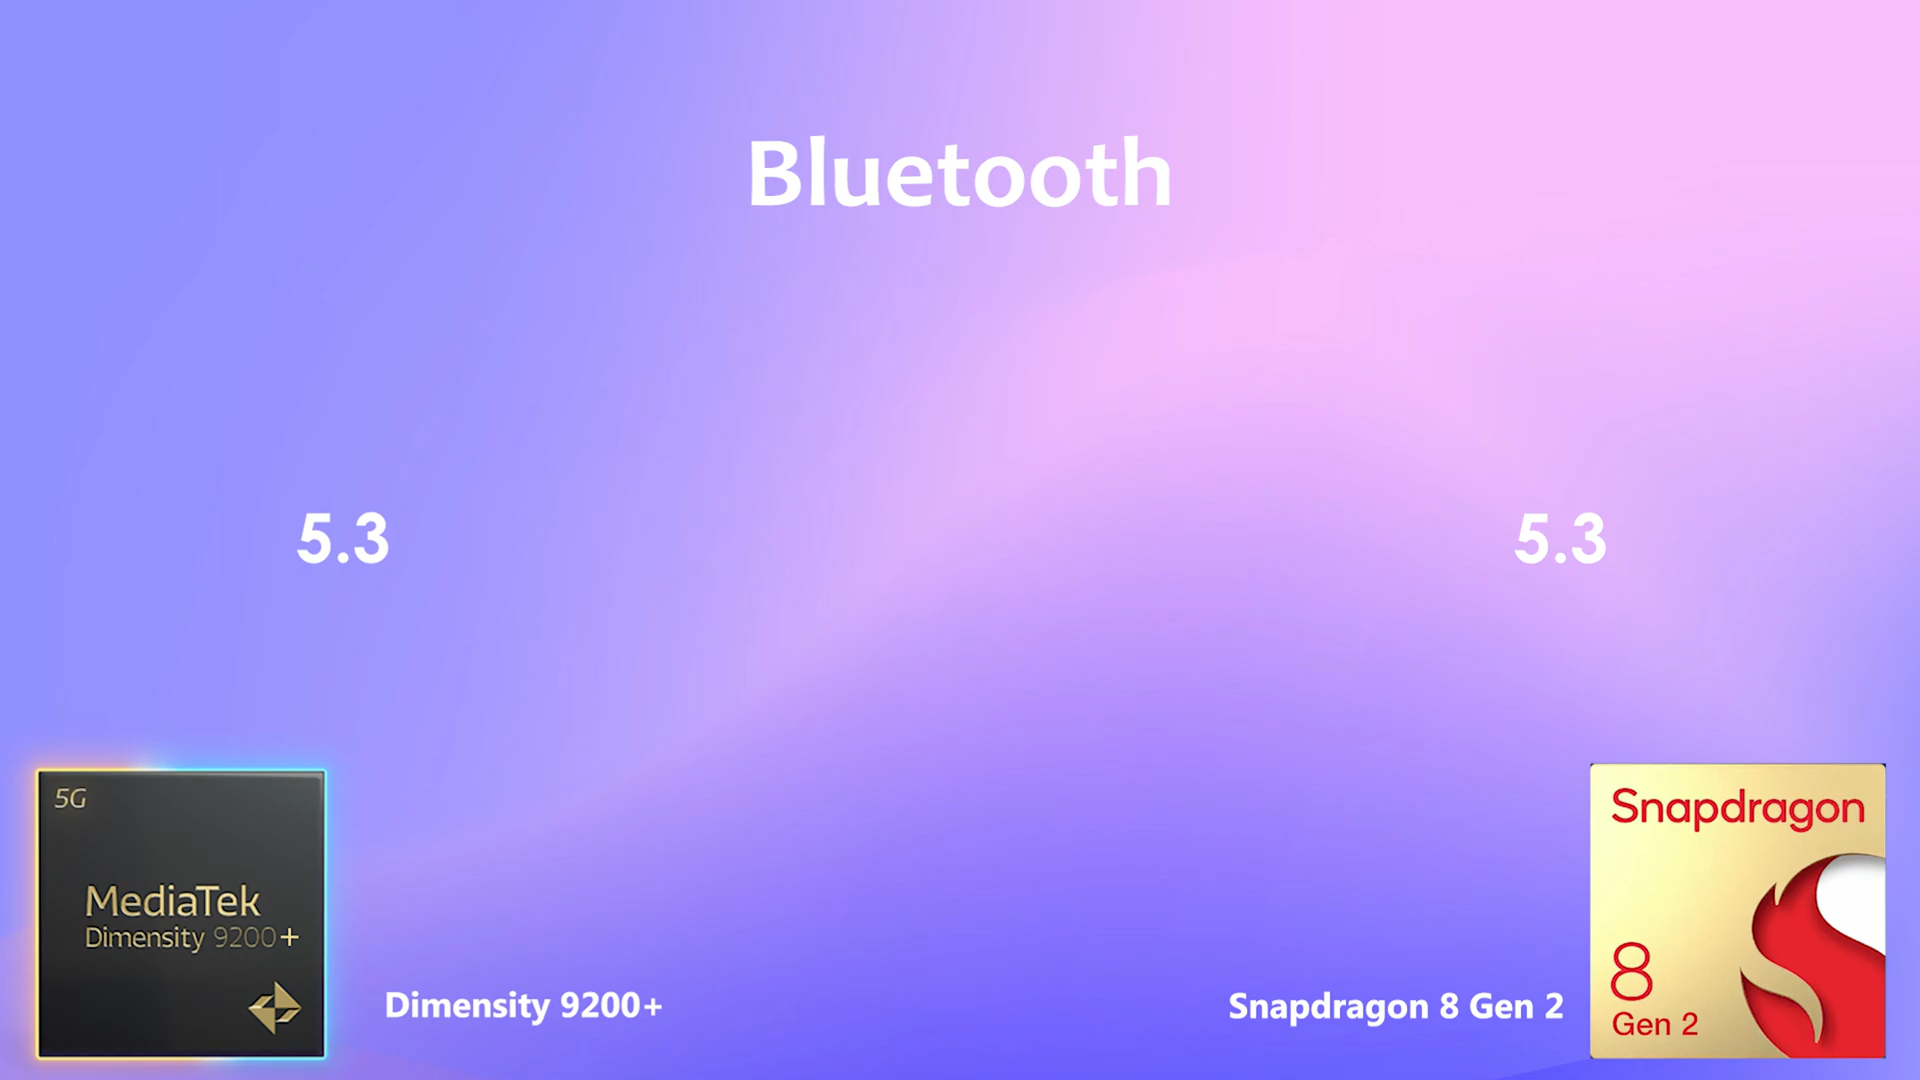 Bluetooth
5.3
5.3
5G
MediaTek
Dimensity 9200+
Dimensity 9200+
Snapdragon 8 Gen 2
Snapdragon
8
Gen 2